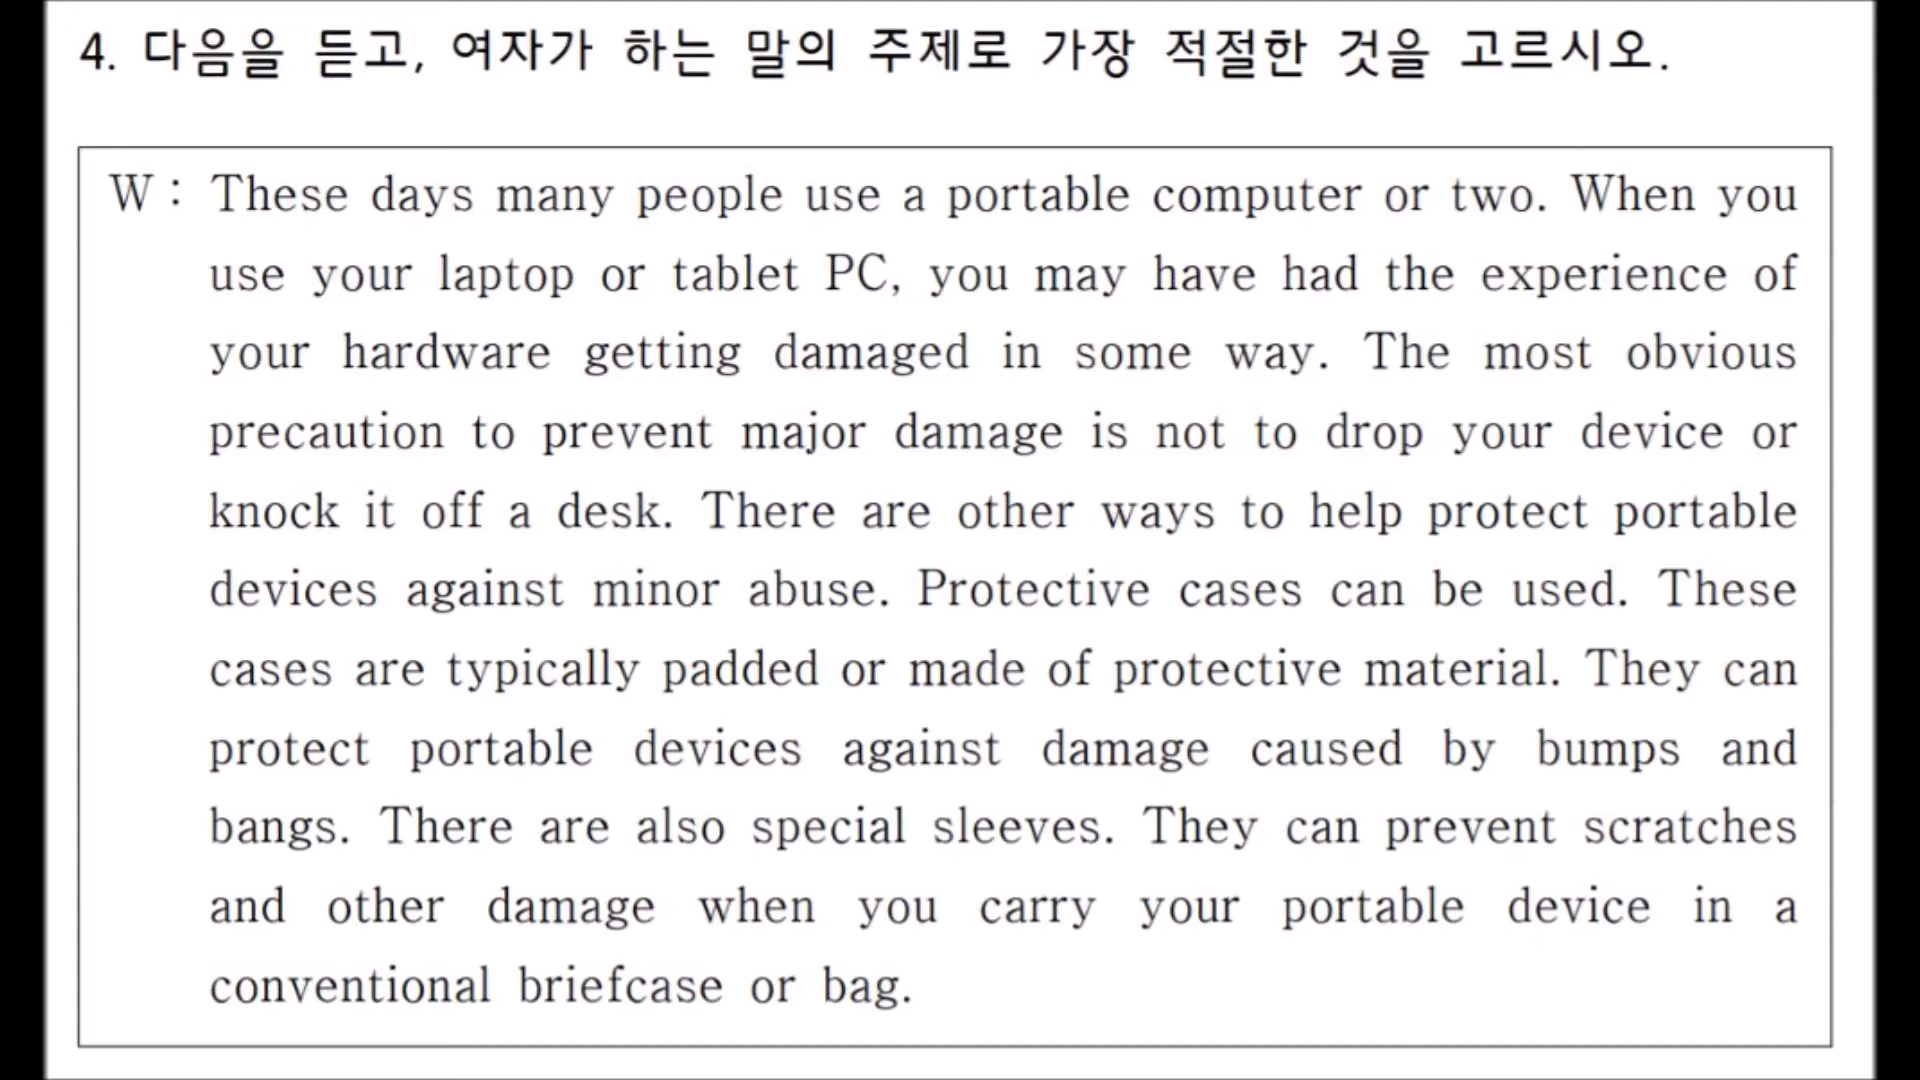 4. 다음을 듣고, 여자가 하는 말의 주제로 가장 적절한 것을 고르시오.
W : These days many people use a portable computer or two. When you
use your laptop or tablet PC, you may have had the experience of
your hardware getting damaged in some way. The most obvious
precaution to prevent major damage is not to drop your device or
knock it off a desk. There are other ways to help protect portable
devices against minor abuse. Protective cases can be used. These
cases are typically padded or made of protective material. They can
protect portable devices against damage caused by bumps and
bangs. There are also special sleeves. They can prevent scratches
and other damage when you carry your portable device in a
conventional briefcase or bag.